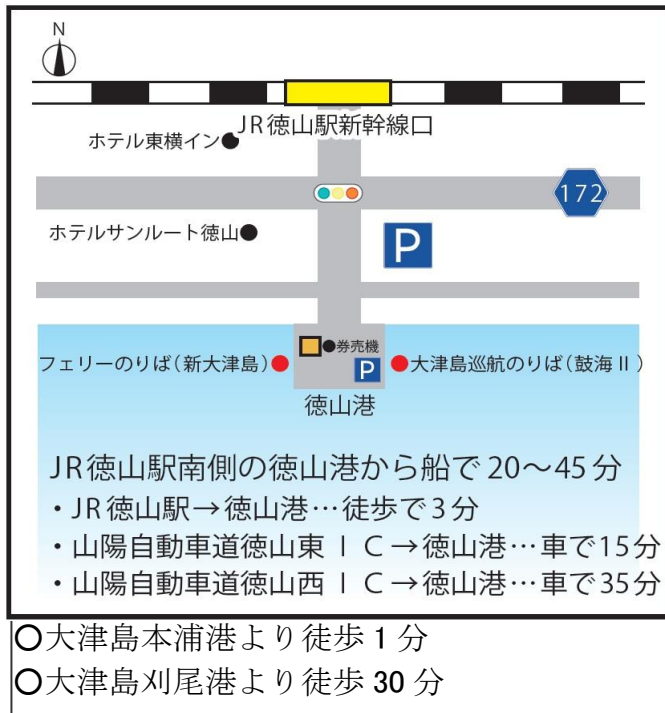 N
JR徳山駅新幹線口
ホテル東横イン●
172
ホテルサンルート徳山●
P
●券売機
フェリーのりば(新大津島)●
P
●大津島巡航のりば(鼓海Ⅱ)
徳山港
JR徳山駅南側の徳山港から船で20～45分
・JR徳山駅→徳山港…徒歩で3分
・山陽自動車道徳山東ＩＣ→徳山港…車で15分
・山陽自動車道徳山西ＩＣ→徳山港…車で35分
〇大津島本浦港より徒歩1分
〇大津島刈尾港より徒歩30分